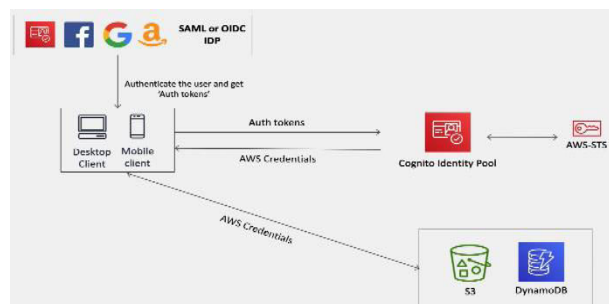 SAML or OIDC
IDP
Authenticate the user and get
'Auth tokens'
Desktop
Client
Mobile
client
Auth tokens
AWS Credentials
Cognito Identity Pool
AWS-STS
AWS Credentials
S3
DynamoDB